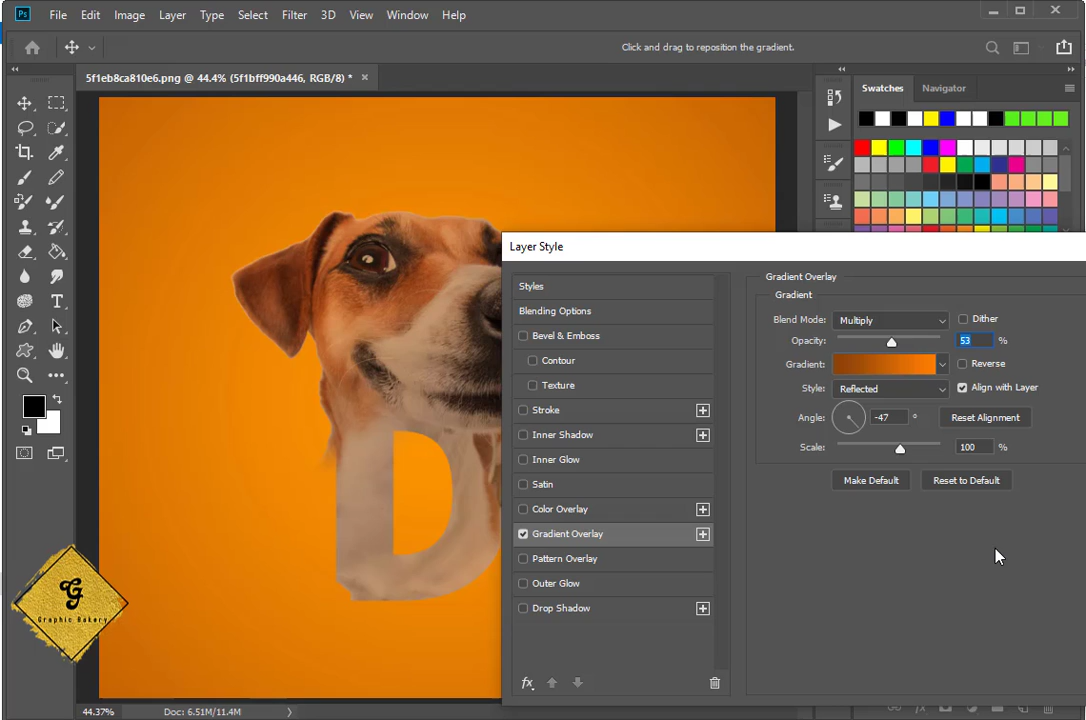 Ps File Edit Image Layer Type Select Filter 3D View Window Help
Click and drag to reposition the gradient.
5f1eb8ca810e6.png @ 44.4% (5f1bff990a446, RGB/8) *
Swatches Navigator
Layer Style
Styles
Blending Options
Bevel & Emboss
Contour
Texture
Stroke
Inner Shadow
Inner Glow
Satin
Color Overlay
Gradient Overlay
Pattern Overlay
Outer Glow
Drop Shadow
fx
Gradient Overlay
Gradient
Blend Mode: Multiply Dither
Opacity: 53 %
Gradient: Reverse
Style: Reflected Align with Layer
Angle: -47 ° Reset Alignment
Scale: 100 %
Make Default Reset to Default
D
G
Graphic Bakery
44.37% Doc: 6.51M/11.4M